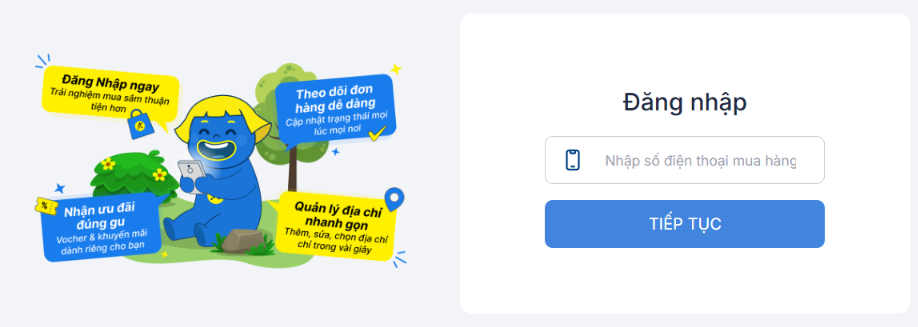 Đăng Nhập ngay
Trải nghiệm mua sắm thuận
tiện hơn
Theo dõi đơn
hàng dễ dàng
Cập nhật trạng thái mọi
lúc mọi nơi
Nhận ưu đãi
đúng gu
Vocher & khuyến mãi
dành riêng cho bạn
Quản lý địa chỉ
nhanh gọn
Thêm, sửa, chọn địa chỉ
chỉ trong vài giây
%
Đăng nhập
Nhập số điện thoại mua hàng
TIẾP TỤC